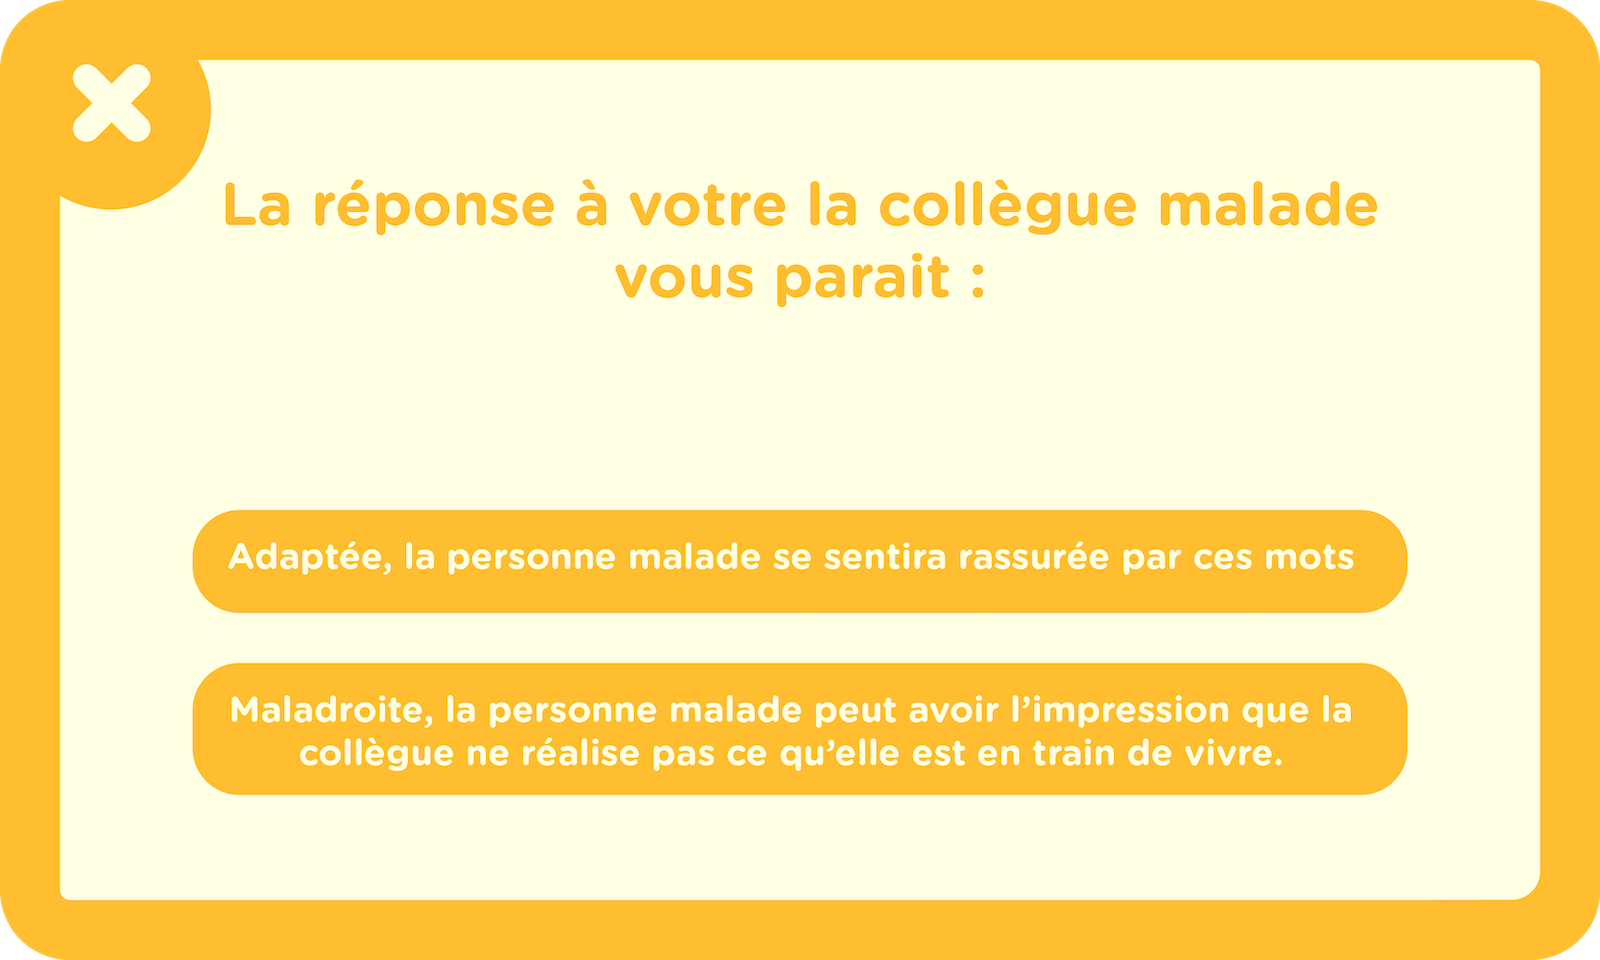 La réponse à votre la collègue malade
vous parait :
Adaptée, la personne malade se sentira rassurée par ces mots
Maladroite, la personne malade peut avoir l’impression que la
collègue ne réalise pas ce qu’elle est en train de vivre.